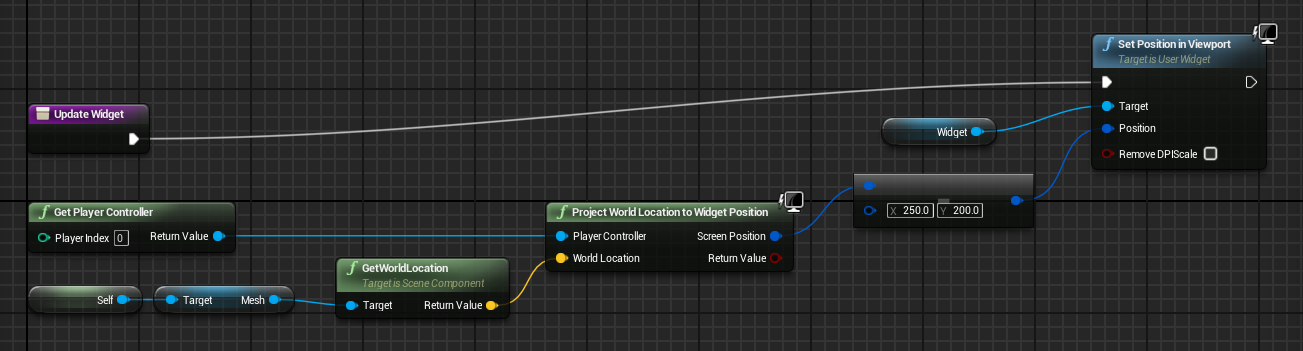 Set Position in Viewport
Target is User Widget
Update Widget
Target
Widget
Position
Remove DPIScale
X 250.0 Y 200.0
Get Player Controller
Project World Location to Widget Position
Player Index 0 Return Value
Player Controller Screen Position
World Location Return Value
GetWorldLocation
Target is Scene Component
Self Target Mesh
Target Return Value